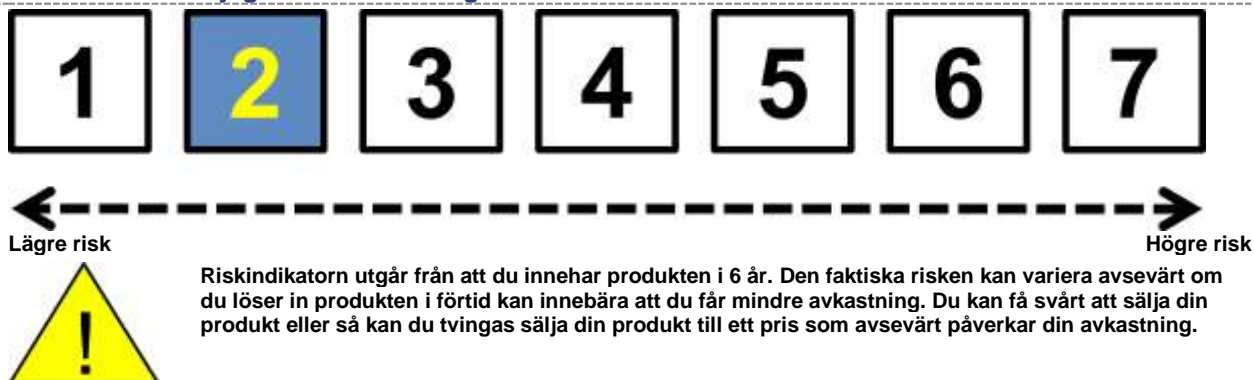 1 2 3 4 5 6 7
Lägre risk Högre risk
Riskindikatorn utgår från att du innehar produkten i 6 år. Den faktiska risken kan variera avsevärt om
du löser in produkten i förtid kan innebära att du får mindre avkastning. Du kan få svårt att sälja din
produkt eller så kan du tvingas sälja din produkt till ett pris som avsevärt påverkar din avkastning.
!